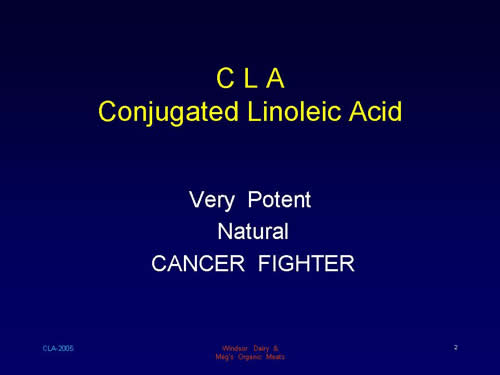 C L A
Conjugated Linoleic Acid
Very Potent
Natural
CANCER FIGHTER
CLA-2005
Windsor Dairy &
Meg's Organic Meats
2